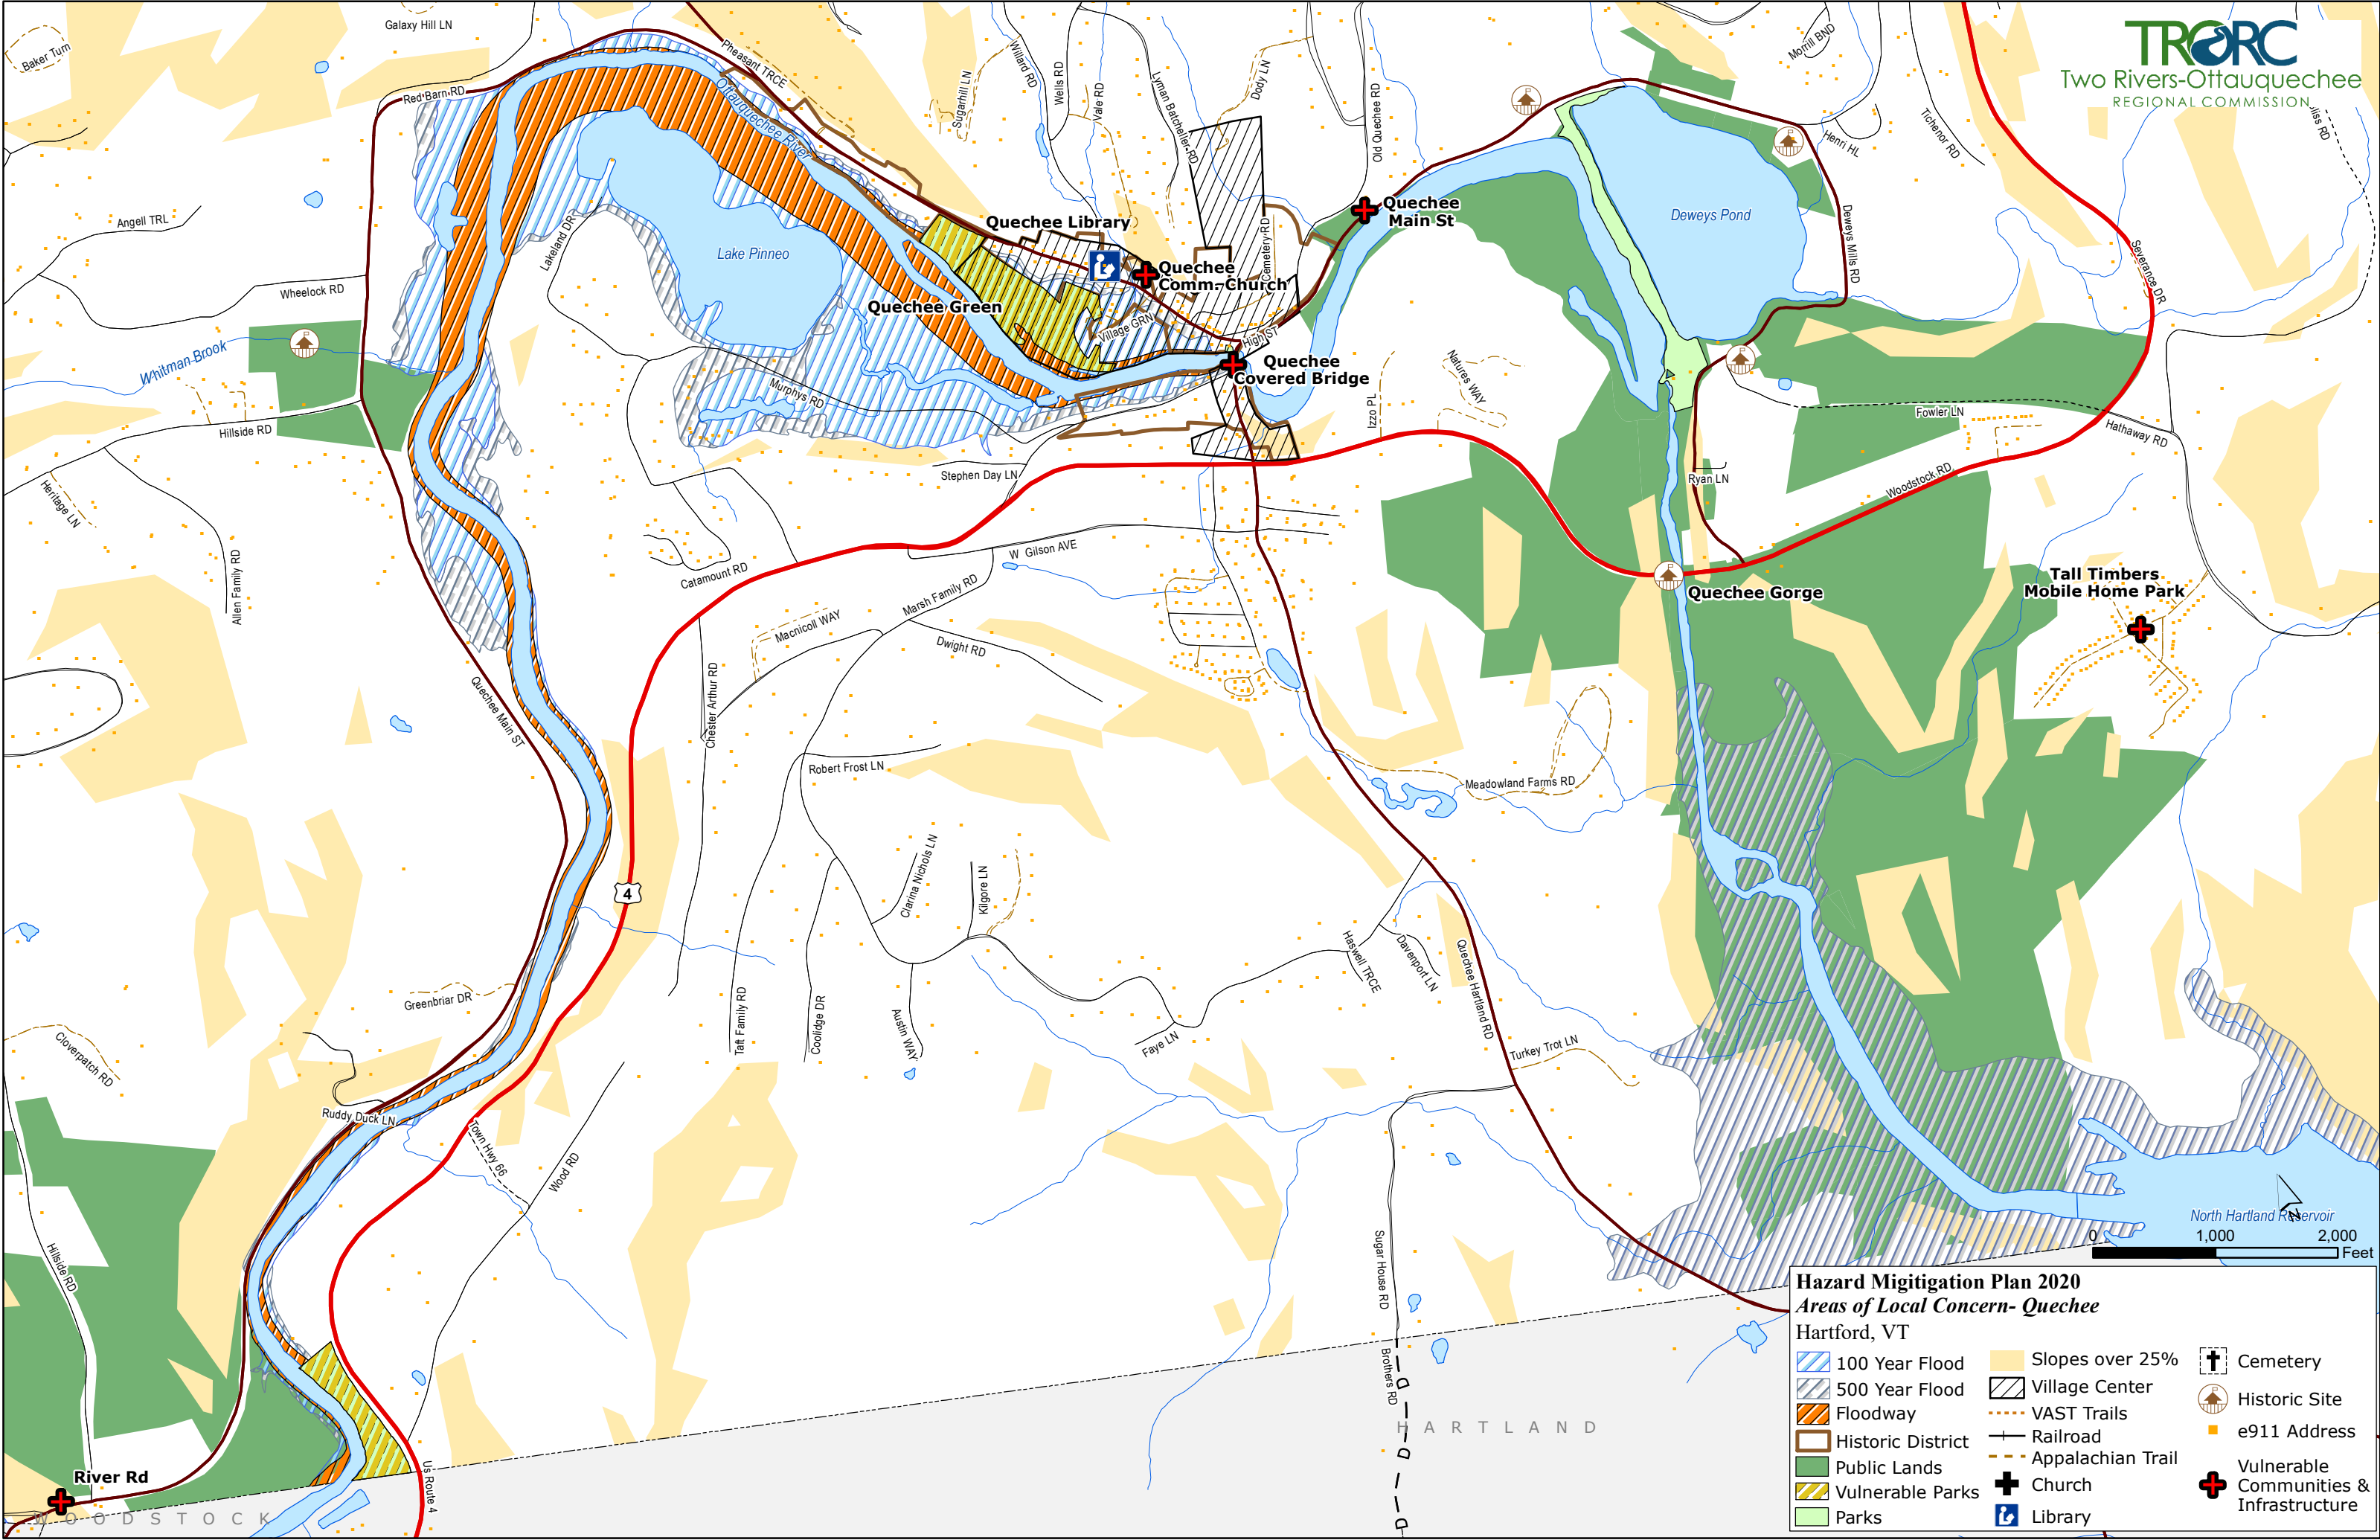 Galaxy Hill LN
Baker Turn
Red Barn RD
Pheasant TRCE
Ottauquechee River
Sugarhill LN
Willard RD
Wells RD
Vale RD
Lyman Batcheller RD
Dody LN
Old Quechee RD
Morrill BND
Henri HL
Tichenor RD
TRORC
Two Rivers-Ottauquechee
REGIONAL COMMISSION
Angell TRL
Wheelock RD
Whitman Brook
Hillside RD
Heritage LN
Allen Family RD
Lakeland DR
Lake Pinneo
Quechee Library
Quechee
Comm. Church
Quechee Green
Village GRN
Cemetery RD
High ST
Quechee
Main St
Quechee
Covered Bridge
Murphys RD
Stephen Day LN
Izzo PL
Natures WAY
Deweys Pond
Deweys Mills RD
Severance DR
Fowler LN
Hathaway RD
Ryan LN
Woodstock RD
Quechee Gorge
Tall Timbers
Mobile Home Park
W Gilson AVE
Catamount RD
Marsh Family RD
Macnicoll WAY
Dwight RD
Chester Arthur RD
Robert Frost LN
Quechee Main ST
Meadowland Farms RD
4
Clarina Nichols LN
Kilgore LN
Taft Family RD
Coolidge DR
Austin WAY
Faye LN
Haswell TRCE
Davenport LN
Quechee Hartland RD
Turkey Trot LN
Greenbriar DR
Cloverpatch RD
Ruddy Duck LN
Town Hwy 66
Wood RD
Hillside RD
Sugar House RD
Brothers RD
River Rd
Us Route 4
WOODSTOCK
HARTLAND
North Hartland Reservoir
N
0 1,000 2,000
Feet
Hazard Migitigation Plan 2020
Areas of Local Concern- Quechee
Hartford, VT
100 Year Flood
500 Year Flood
Floodway
Historic District
Public Lands
Vulnerable Parks
Parks
Slopes over 25%
Village Center
VAST Trails
Railroad
Appalachian Trail
Church
Library
Cemetery
Historic Site
e911 Address
Vulnerable
Communities &
Infrastructure